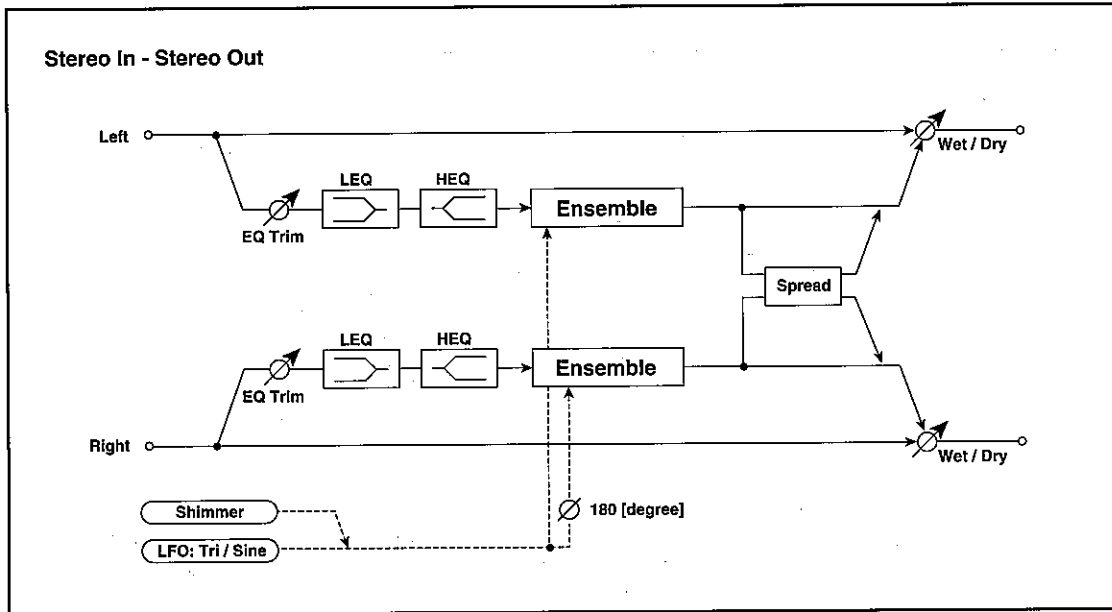 Stereo In - Stereo Out
Left
Wet / Dry
LEQ
HEQ
Ensemble
EQ Trim
Spread
LEQ
HEQ
Ensemble
EQ Trim
Right
Wet / Dry
Shimmer
180 [degree]
LFO: Tri / Sine